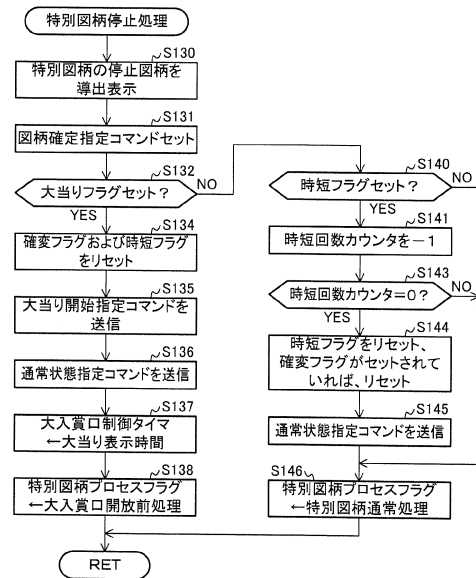 特別図柄停止処理
S130
特別図柄の停止図柄を
導出表示
S131
図柄確定指定コマンドセット
S132
大当りフラグセット？
NO
YES
S134
確変フラグおよび時短フラグ
をリセット
S135
大当り開始指定コマンドを
送信
S136
通常状態指定コマンドを送信
S137
大入賞口制御タイマ
←大当り表示時間
S138
特別図柄プロセスフラグ
←大入賞口開放前処理
RET
S140
時短フラグセット？
NO
YES
S141
時短回数カウンタを－1
S143
時短回数カウンタ=0？
NO
YES
S144
時短フラグをリセット、
確変フラグがセットされて
いれば、リセット
S145
通常状態指定コマンドを送信
S146
特別図柄プロセスフラグ
←特別図柄通常処理